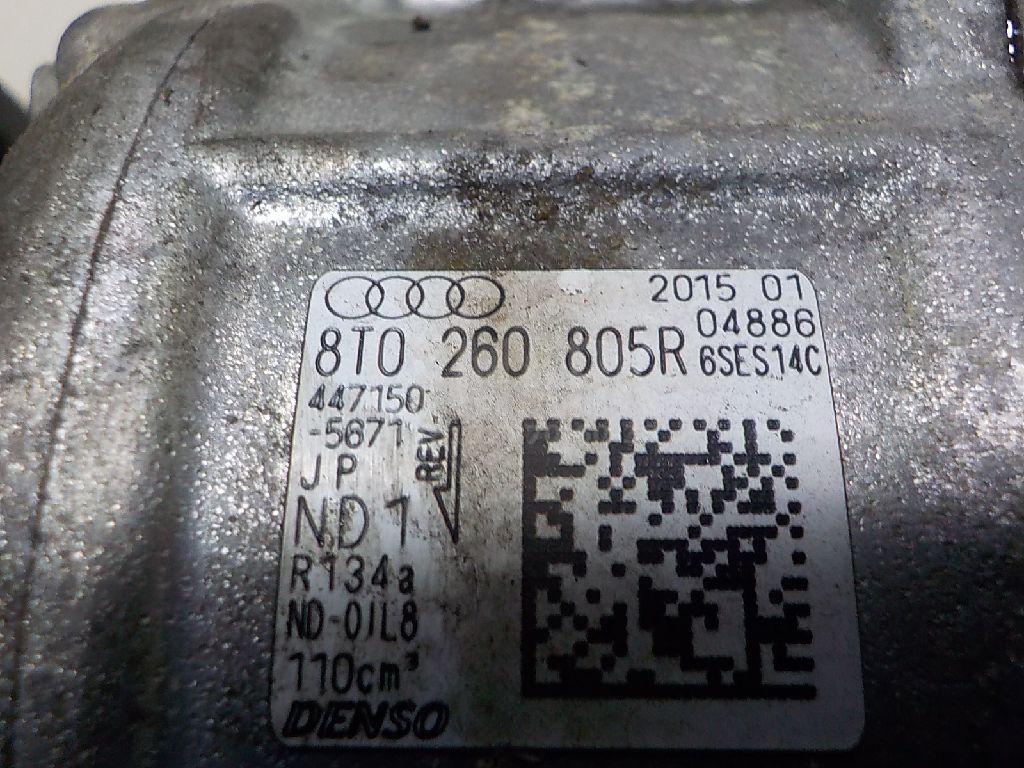 2015 01
04886
8T0 260 805R 6SES14C
447150
-5671
REV.
JP
ND1
R134a
ND-OIL8
110cm³
DENSO